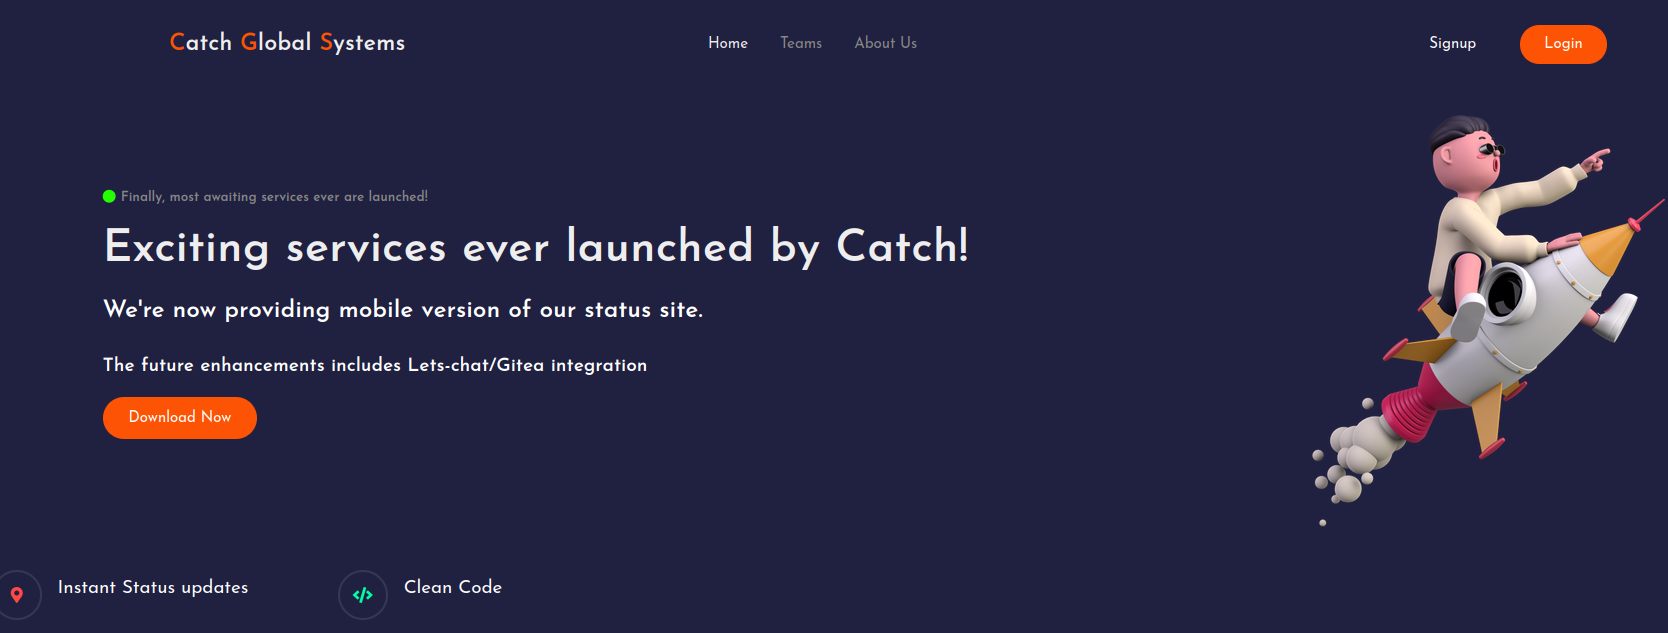 Catch Global Systems
Home Teams About Us
Signup Login
Finally, most awaiting services ever are launched!
Exciting services ever launched by Catch!
We're now providing mobile version of our status site.
The future enhancements includes Lets-chat/Gitea integration
Download Now
Instant Status updates
Clean Code